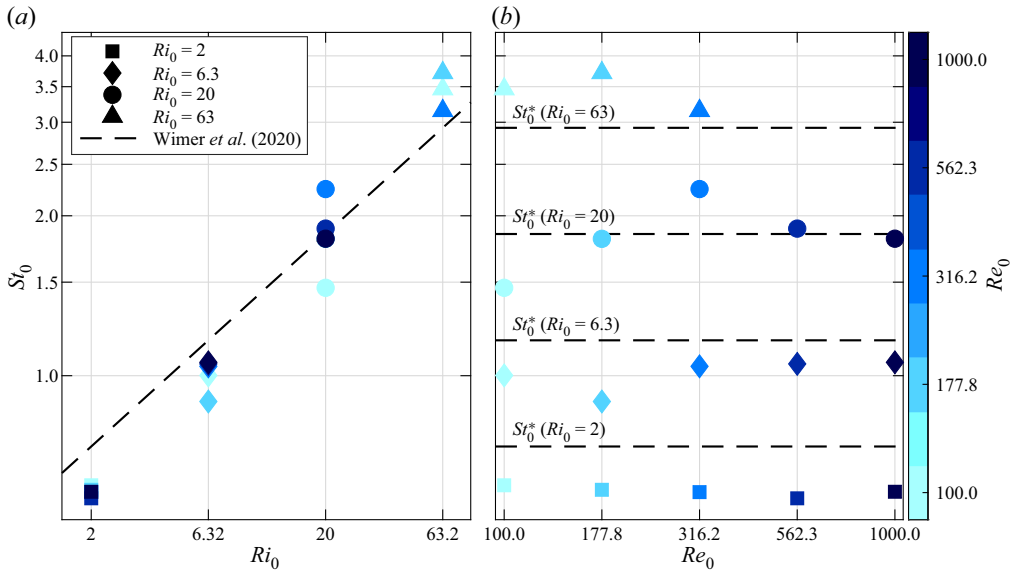 (a)
Ri0 = 2
Ri0 = 6.3
Ri0 = 20
Ri0 = 63
Wimer et al. (2020)
4.0
3.5
3.0
2.5
2.0
1.5
1.0
St0
2
6.32
20
63.2
Ri0
(b)
St0* (Ri0 = 63)
St0* (Ri0 = 20)
St0* (Ri0 = 6.3)
St0* (Ri0 = 2)
100.0
177.8
316.2
562.3
1000.0
Re0
1000.0
562.3
316.2
177.8
100.0
Re0